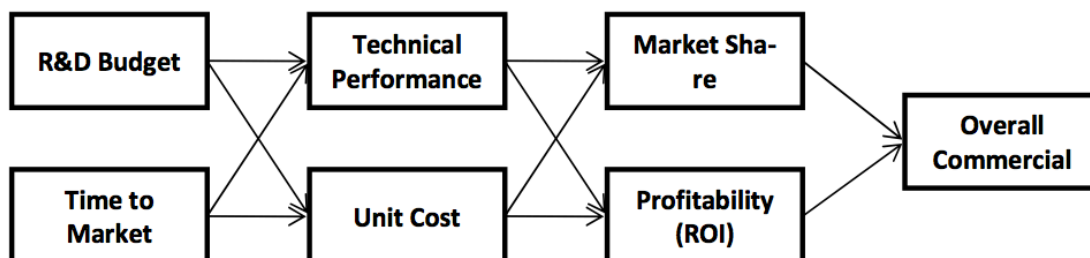 R&D Budget
Technical
Performance
Market Sha-
re
Time to
Market
Unit Cost
Profitability
(ROI)
Overall
Commercial